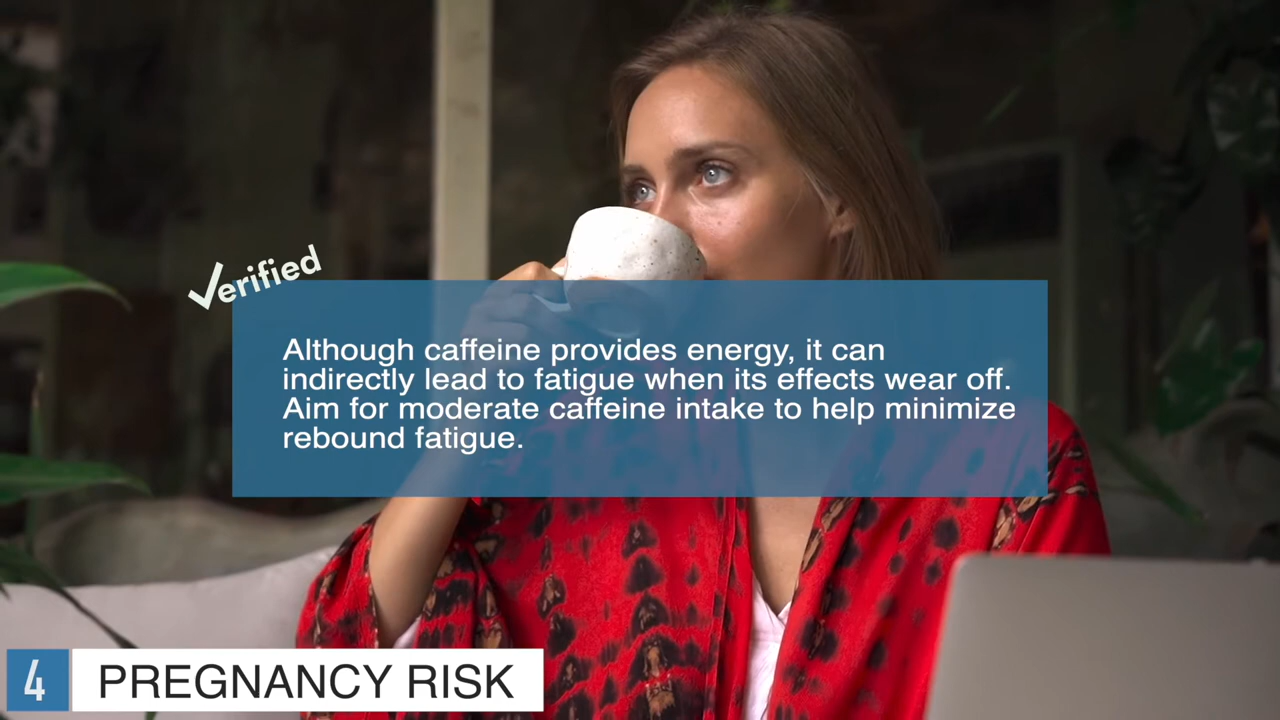 ✓erified
Although caffeine provides energy, it can
indirectly lead to fatigue when its effects wear off.
Aim for moderate caffeine intake to help minimize
rebound fatigue.
4 PREGNANCY RISK